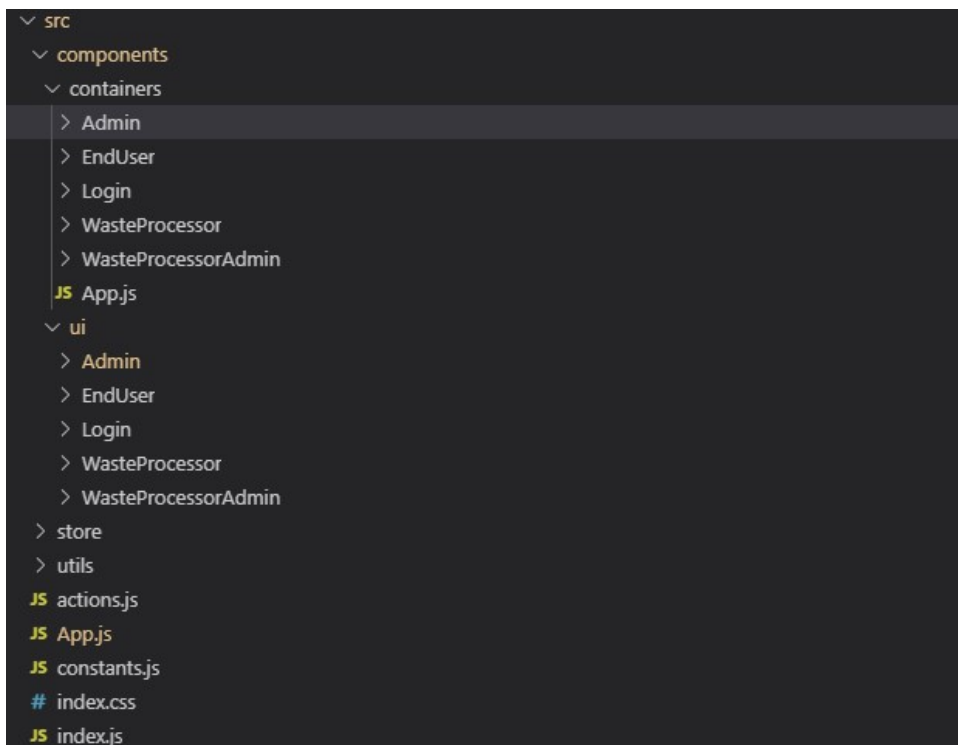 src
components
containers
Admin
EndUser
Login
WasteProcessor
WasteProcessorAdmin
JS App.js
ui
Admin
EndUser
Login
WasteProcessor
WasteProcessorAdmin
store
utils
JS actions.js
JS App.js
JS constants.js
# index.css
JS index.js